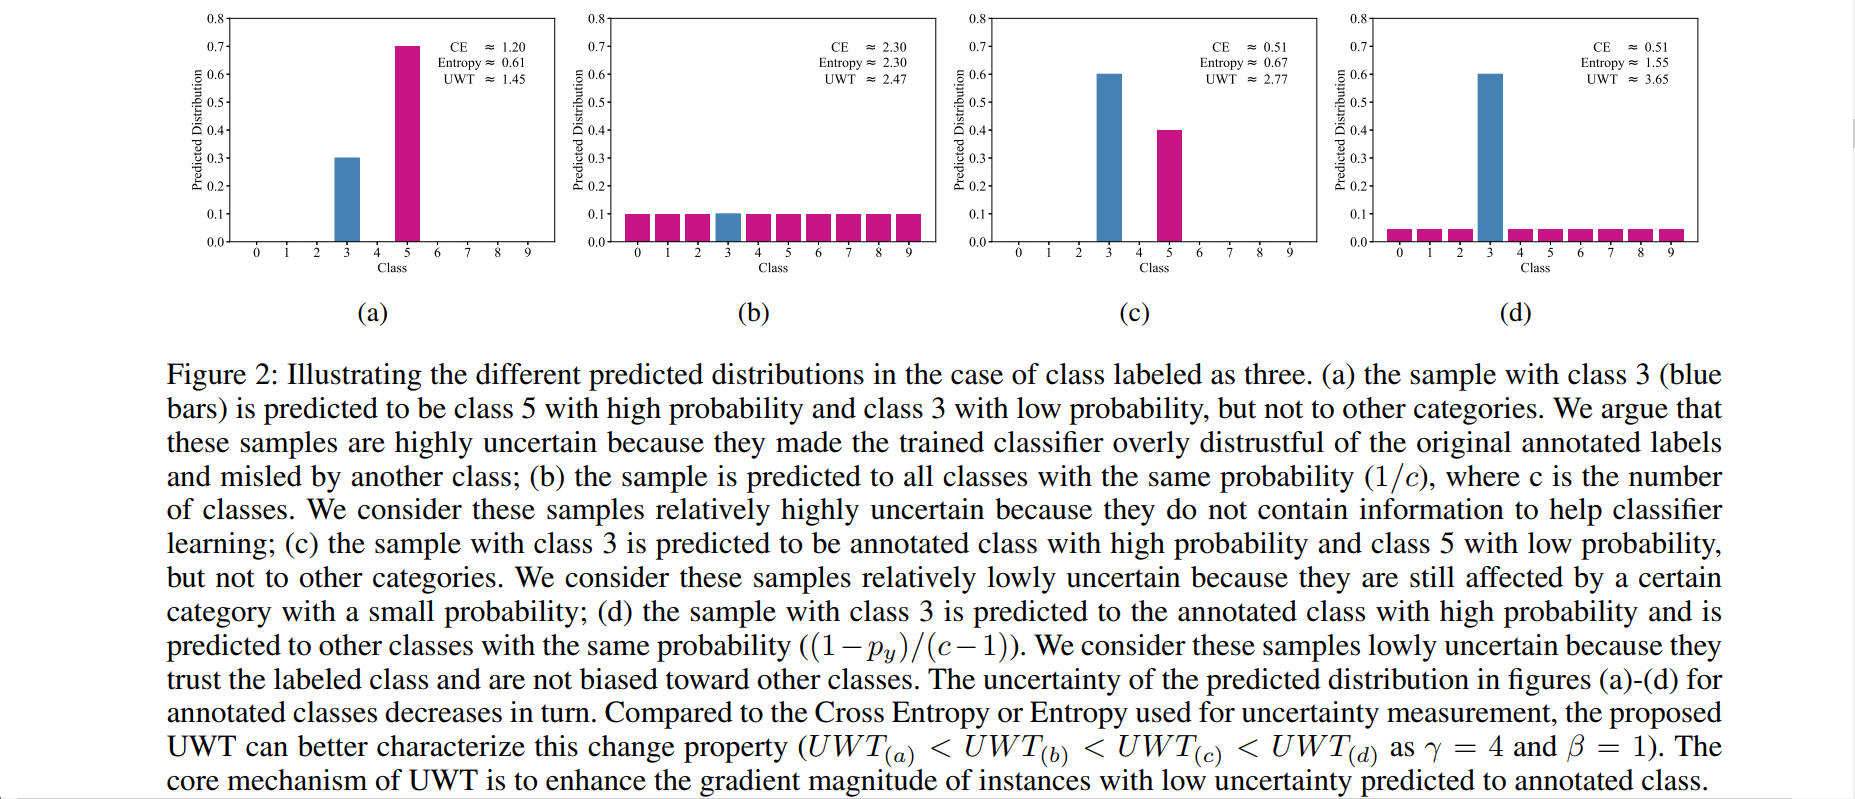 0.8
0.7
0.6
0.5
0.4
0.3
0.2
0.1
0.0
Predicted Distribution
CE ≈ 1.20
Entropy ≈ 0.61
UWT ≈ 1.45
0 1 2 3 4 5 6 7 8 9
Class
(a)
0.8
0.7
0.6
0.5
0.4
0.3
0.2
0.1
0.0
Predicted Distribution
CE ≈ 2.30
Entropy ≈ 2.30
UWT ≈ 2.47
0 1 2 3 4 5 6 7 8 9
Class
(b)
0.8
0.7
0.6
0.5
0.4
0.3
0.2
0.1
0.0
Predicted Distribution
CE ≈ 0.51
Entropy ≈ 0.67
UWT ≈ 2.77
0 1 2 3 4 5 6 7 8 9
Class
(c)
0.8
0.7
0.6
0.5
0.4
0.3
0.2
0.1
0.0
Predicted Distribution
CE ≈ 0.51
Entropy ≈ 1.55
UWT ≈ 3.65
0 1 2 3 4 5 6 7 8 9
Class
(d)
Figure 2: Illustrating the different predicted distributions in the case of class labeled as three. (a) the sample with class 3 (blue
bars) is predicted to be class 5 with high probability and class 3 with low probability, but not to other categories. We argue that
these samples are highly uncertain because they made the trained classifier overly distrustful of the original annotated labels
and misled by another class; (b) the sample is predicted to all classes with the same probability (1/c), where c is the number
of classes. We consider these samples relatively highly uncertain because they do not contain information to help classifier
learning; (c) the sample with class 3 is predicted to be annotated class with high probability and class 5 with low probability,
but not to other categories. We consider these samples relatively lowly uncertain because they are still affected by a certain
category with a small probability; (d) the sample with class 3 is predicted to the annotated class with high probability and is
predicted to other classes with the same probability ((1 − p_y)/(c − 1)). We consider these samples lowly uncertain because they
trust the labeled class and are not biased toward other classes. The uncertainty of the predicted distribution in figures (a)-(d) for
annotated classes decreases in turn. Compared to the Cross Entropy or Entropy used for uncertainty measurement, the proposed
UWT can better characterize this change property (UWT_(a) < UWT_(b) < UWT_(c) < UWT_(d) as γ = 4 and β = 1). The
core mechanism of UWT is to enhance the gradient magnitude of instances with low uncertainty predicted to annotated class.